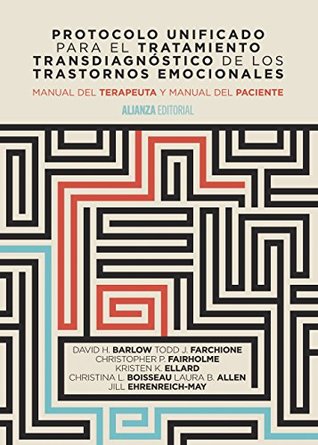 PROTOCOLO UNIFICADO
PARA EL TRATAMIENTO
TRANSDIAGNÓSTICO DE LOS
TRASTORNOS EMOCIONALES
MANUAL DEL TERAPEUTA Y MANUAL DEL PACIENTE
ALIANZA EDITORIAL
DAVID H. BARLOW TODD J. FARCHIONE
CHRISTOPHER P. FAIRHOLME
KRISTEN K. ELLARD
CHRISTINA L. BOISSEAU LAURA B. ALLEN
JILL EHRENREICH-MAY